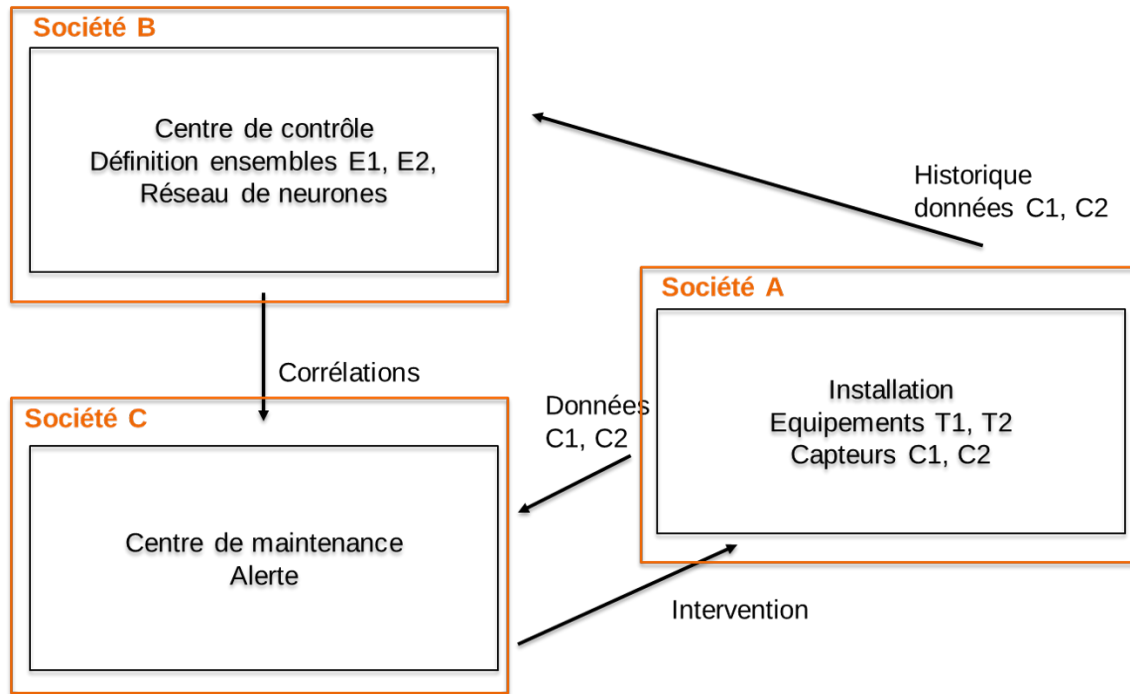 Société B
Centre de contrôle
Définition ensembles E1, E2,
Réseau de neurones
Historique
données C1, C2
Société A
Installation
Equipements T1, T2
Capteurs C1, C2
Corrélations
Données
C1, C2
Société C
Centre de maintenance
Alerte
Intervention